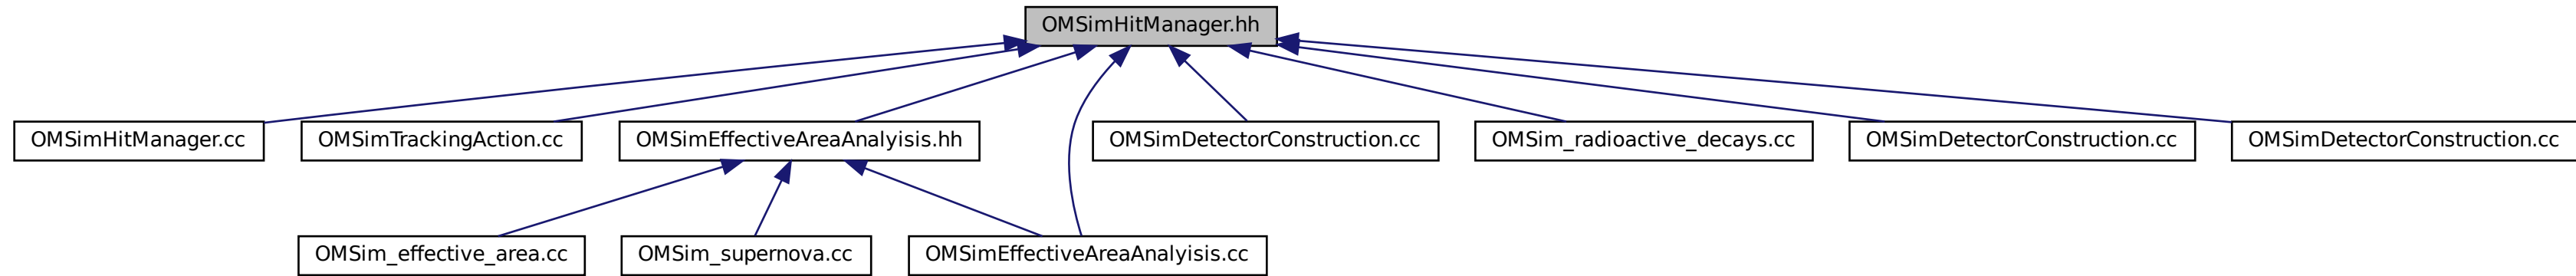 OMSimHitManager.hh
OMSimHitManager.cc
OMSimTrackingAction.cc
OMSimEffectiveAreaAnalyisis.hh
OMSimDetectorConstruction.cc
OMSim_radioactive_decays.cc
OMSimDetectorConstruction.cc
OMSimDetectorConstruction.cc
OMSim_effective_area.cc
OMSim_supernova.cc
OMSimEffectiveAreaAnalyisis.cc